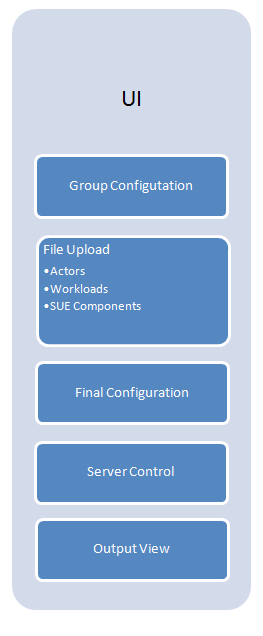 UI
Group Configutation
File Upload
•Actors
•Workloads
•SUE Components
Final Configuration
Server Control
Output View